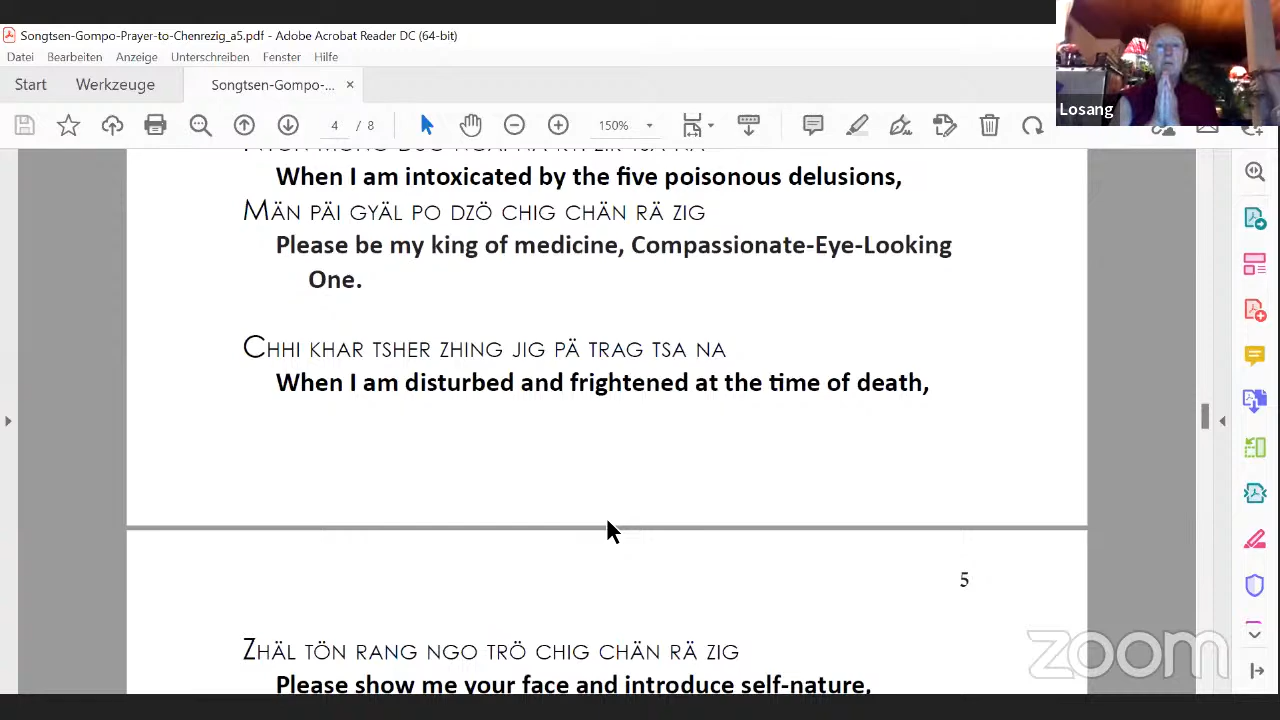 Songtsen-Gompo-Prayer-to-Chenrezig_a5.pdf - Adobe Acrobat Reader DC (64-bit)
Datei Bearbeiten Anzeige Unterschreiben Fenster Hilfe
Start Werkzeuge Songtsen-Gompo-... ×
Losang
4 / 8 150%
When I am intoxicated by the five poisonous delusions,
MÄN PÄI GYÄL PO DZÖ CHIG CHÄN RÄ ZIG
Please be my king of medicine, Compassionate-Eye-Looking
One.
CHHI KHAR TSHER ZHING JIG PÄ TRAG TSA NA
When I am disturbed and frightened at the time of death,
5
ZHÄL TÖN RANG NGO TRÖ CHIG CHÄN RÄ ZIG
Please show me your face and introduce self-nature,
zoom